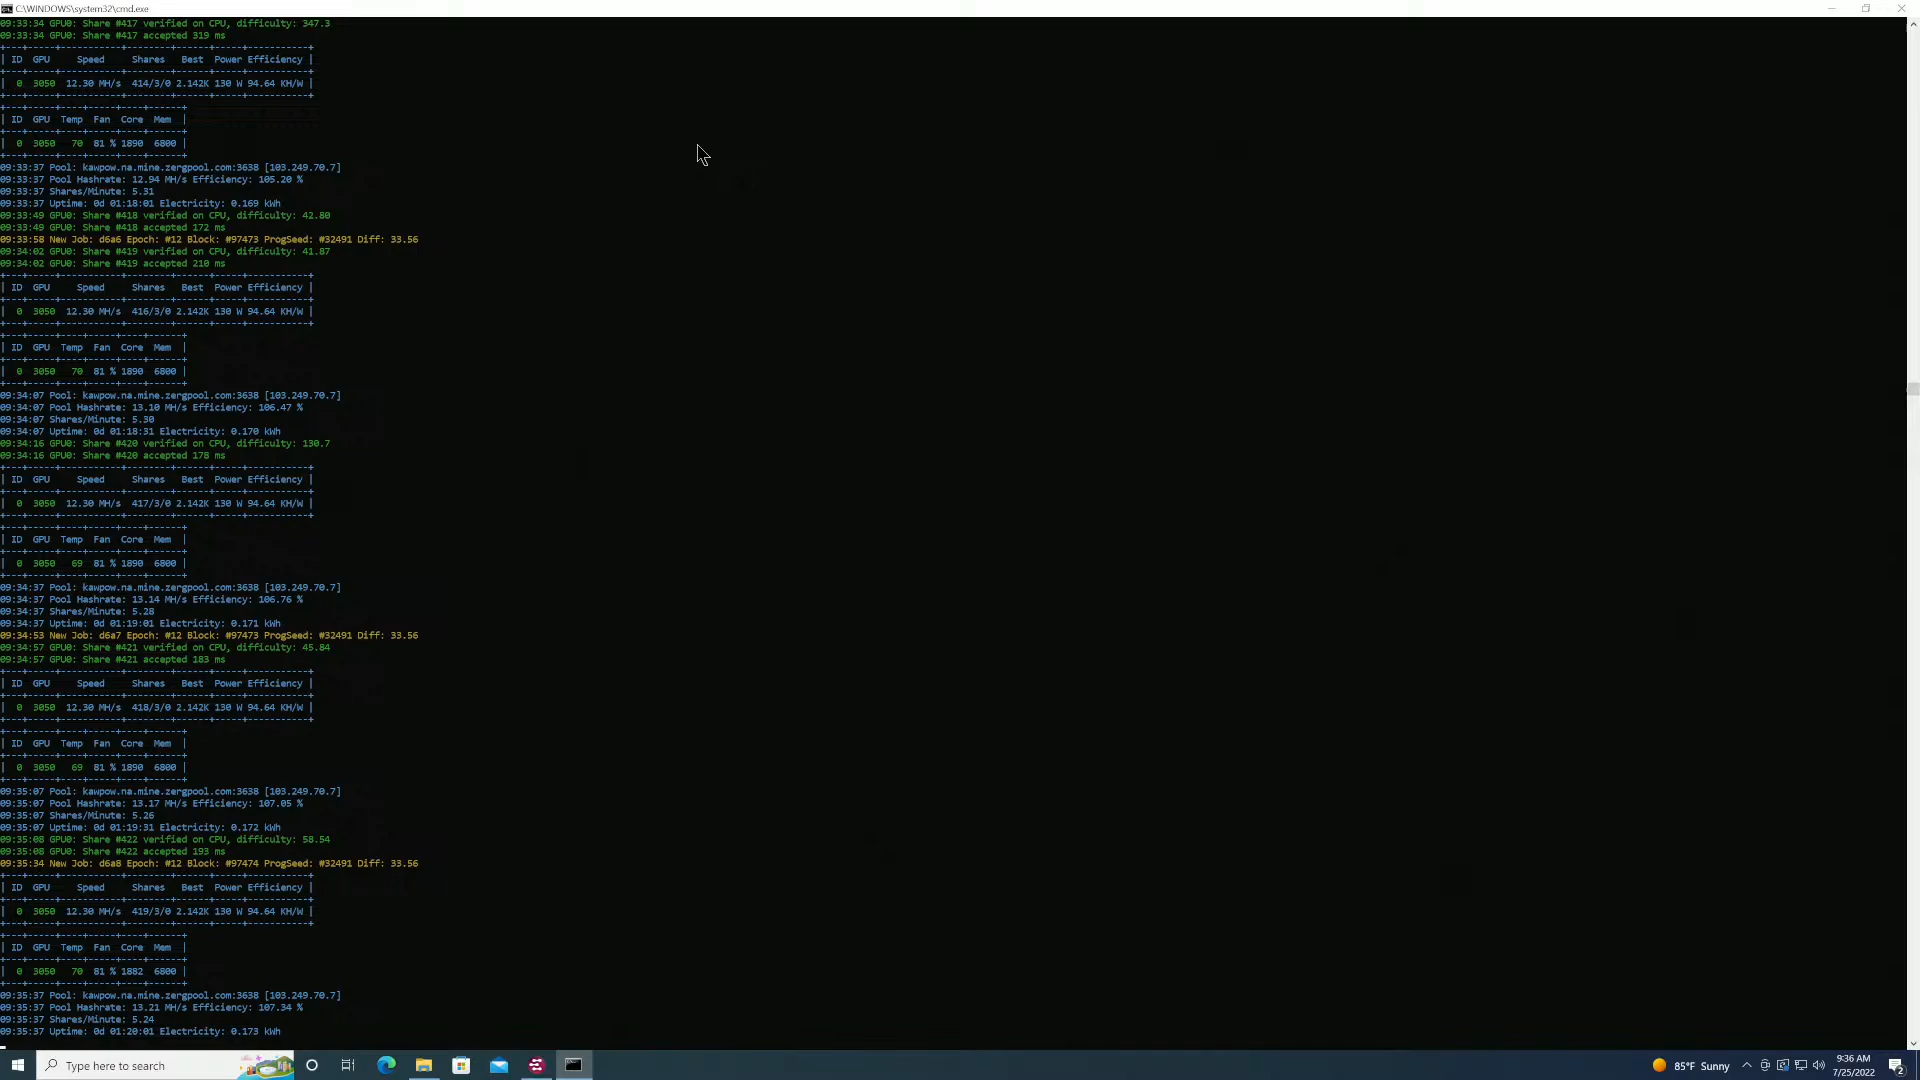 C:\WINDOWS\system32\cmd.exe
09:33:34 GPU0: Share #417 verified on CPU, difficulty: 347.3
09:33:34 GPU0: Share #417 accepted 319 ms
+---+-----+------------+---------+------+-----+------------+
| ID GPU Speed Shares Best Power Efficiency |
+---+-----+------------+---------+------+-----+------------+
| 0 3050 12.30 MH/s 414/3/0 2.142K 130 W 94.64 KH/W |
+---+-----+------------+---------+------+-----+------------+
+---+-----+----+-----+----+------+
| ID GPU Temp Fan Core Mem |
+---+-----+----+-----+----+------+
| 0 3050 70 81 % 1890 6800 |
+---+-----+----+-----+----+------+
09:33:37 Pool: kawpow.na.mine.zergpool.com:3638 [103.249.70.7]
09:33:37 Pool Hashrate: 12.94 MH/s Efficiency: 105.20 %
09:33:37 Shares/Minute: 5.31
09:33:37 Uptime: 0d 01:18:01 Electricity: 0.169 kWh
09:33:49 GPU0: Share #418 verified on CPU, difficulty: 42.80
09:33:49 GPU0: Share #418 accepted 172 ms
09:33:58 New Job: d6a6 Epoch: #12 Block: #97473 ProgSeed: #32491 Diff: 33.56
09:34:02 GPU0: Share #419 verified on CPU, difficulty: 41.87
09:34:02 GPU0: Share #419 accepted 210 ms
+---+-----+------------+---------+------+-----+------------+
| ID GPU Speed Shares Best Power Efficiency |
+---+-----+------------+---------+------+-----+------------+
| 0 3050 12.30 MH/s 416/3/0 2.142K 130 W 94.64 KH/W |
+---+-----+------------+---------+------+-----+------------+
+---+-----+----+-----+----+------+
| ID GPU Temp Fan Core Mem |
+---+-----+----+-----+----+------+
| 0 3050 70 81 % 1890 6800 |
+---+-----+----+-----+----+------+
09:34:07 Pool: kawpow.na.mine.zergpool.com:3638 [103.249.70.7]
09:34:07 Pool Hashrate: 13.10 MH/s Efficiency: 106.47 %
09:34:07 Shares/Minute: 5.30
09:34:07 Uptime: 0d 01:18:31 Electricity: 0.170 kWh
09:34:16 GPU0: Share #420 verified on CPU, difficulty: 130.7
09:34:16 GPU0: Share #420 accepted 178 ms
+---+-----+------------+---------+------+-----+------------+
| ID GPU Speed Shares Best Power Efficiency |
+---+-----+------------+---------+------+-----+------------+
| 0 3050 12.30 MH/s 417/3/0 2.142K 130 W 94.64 KH/W |
+---+-----+------------+---------+------+-----+------------+
+---+-----+----+-----+----+------+
| ID GPU Temp Fan Core Mem |
+---+-----+----+-----+----+------+
| 0 3050 69 81 % 1890 6800 |
+---+-----+----+-----+----+------+
09:34:37 Pool: kawpow.na.mine.zergpool.com:3638 [103.249.70.7]
09:34:37 Pool Hashrate: 13.14 MH/s Efficiency: 106.76 %
09:34:37 Shares/Minute: 5.28
09:34:37 Uptime: 0d 01:19:01 Electricity: 0.171 kWh
09:34:53 New Job: d6a7 Epoch: #12 Block: #97473 ProgSeed: #32491 Diff: 33.56
09:34:57 GPU0: Share #421 verified on CPU, difficulty: 45.84
09:34:57 GPU0: Share #421 accepted 183 ms
+---+-----+------------+---------+------+-----+------------+
| ID GPU Speed Shares Best Power Efficiency |
+---+-----+------------+---------+------+-----+------------+
| 0 3050 12.30 MH/s 418/3/0 2.142K 130 W 94.64 KH/W |
+---+-----+------------+---------+------+-----+------------+
+---+-----+----+-----+----+------+
| ID GPU Temp Fan Core Mem |
+---+-----+----+-----+----+------+
| 0 3050 69 81 % 1890 6800 |
+---+-----+----+-----+----+------+
09:35:07 Pool: kawpow.na.mine.zergpool.com:3638 [103.249.70.7]
09:35:07 Pool Hashrate: 13.17 MH/s Efficiency: 107.05 %
09:35:07 Shares/Minute: 5.26
09:35:07 Uptime: 0d 01:19:31 Electricity: 0.172 kWh
09:35:08 GPU0: Share #422 verified on CPU, difficulty: 58.54
09:35:08 GPU0: Share #422 accepted 193 ms
09:35:34 New Job: d6a8 Epoch: #12 Block: #97474 ProgSeed: #32491 Diff: 33.56
+---+-----+------------+---------+------+-----+------------+
| ID GPU Speed Shares Best Power Efficiency |
+---+-----+------------+---------+------+-----+------------+
| 0 3050 12.30 MH/s 419/3/0 2.142K 130 W 94.64 KH/W |
+---+-----+------------+---------+------+-----+------------+
+---+-----+----+-----+----+------+
| ID GPU Temp Fan Core Mem |
+---+-----+----+-----+----+------+
| 0 3050 70 81 % 1882 6800 |
+---+-----+----+-----+----+------+
09:35:37 Pool: kawpow.na.mine.zergpool.com:3638 [103.249.70.7]
09:35:37 Pool Hashrate: 13.21 MH/s Efficiency: 107.34 %
09:35:37 Shares/Minute: 5.24
09:35:37 Uptime: 0d 01:20:01 Electricity: 0.173 kWh
Type here to search
85°F Sunny
9:36 AM
7/25/2022
2